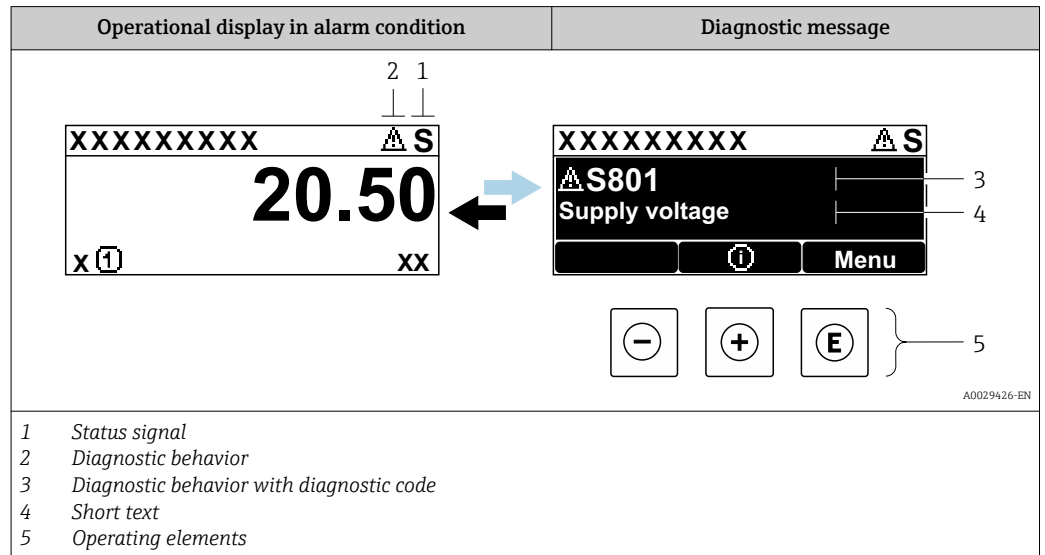 Operational display in alarm condition
Diagnostic message
2 1
XXXXXXXXX ⚠ S
20.50
X ① XX
XXXXXXXXX ⚠ S
⚠S801
Supply voltage
ⓘ Menu
3
4
− + E
5
A0029426-EN
1 Status signal
2 Diagnostic behavior
3 Diagnostic behavior with diagnostic code
4 Short text
5 Operating elements